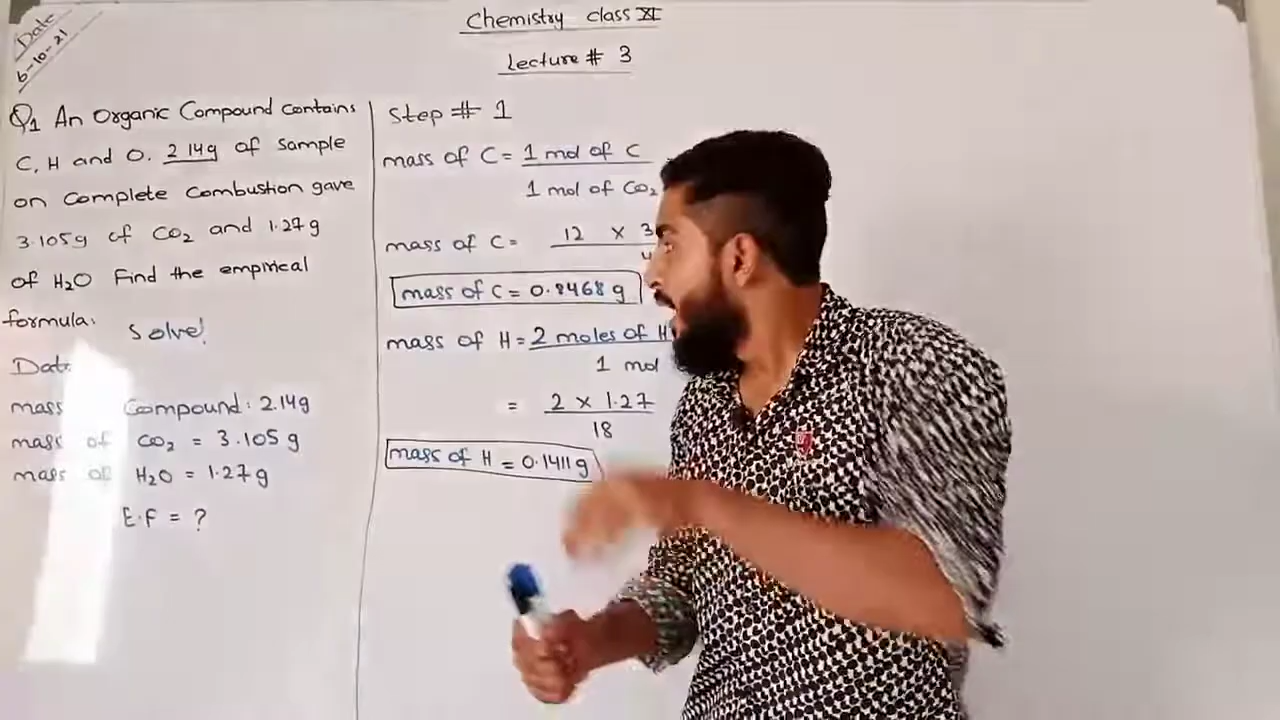 Date
6-10-21
Chemistry class XI
Lecture # 3
Q1 An Organic Compound contains
C, H and O. 2.14g of sample
on Complete Combustion gave
3.105g of CO2 and 1.27g
of H2O Find the empirical
formula.
Solve!
Data
mass Compound: 2.14g
mass of CO2 = 3.105 g
mass of H2O = 1.27g
E.F = ?
Step # 1
mass of C = 1 mol of C
1 mol of CO2
mass of C = 12 x 3
mass of C = 0.8468 g
mass of H = 2 moles of H
1 mol
= 2 x 1.27
18
mass of H = 0.1411g